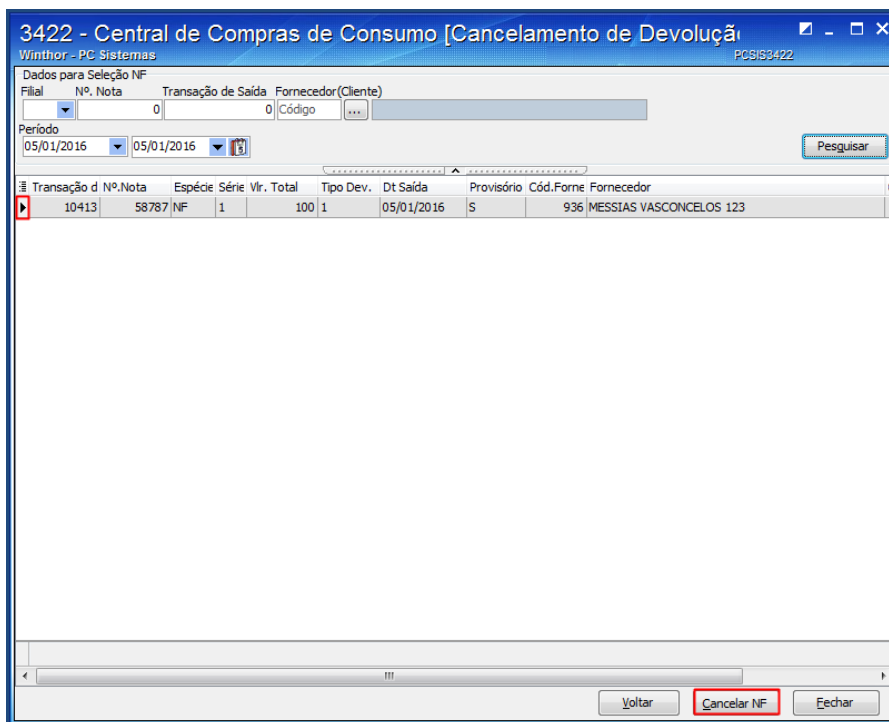 3422 - Central de Compras de Consumo [Cancelamento de Devoluçã
Winthor - PC Sistemas PCSIS3422
Dados para Seleção NF
Filial Nº. Nota Transação de Saída Fornecedor(Cliente)
0 0 Código ...
Período
05/01/2016 05/01/2016 Pesquisar
Transação d Nº.Nota Espécie Série Vlr. Total Tipo Dev. Dt Saída Provisório Cód.Forne Fornecedor
10413 58787 NF 1 100 1 05/01/2016 S 936 MESSIAS VASCONCELOS 123
Voltar Cancelar NF Fechar